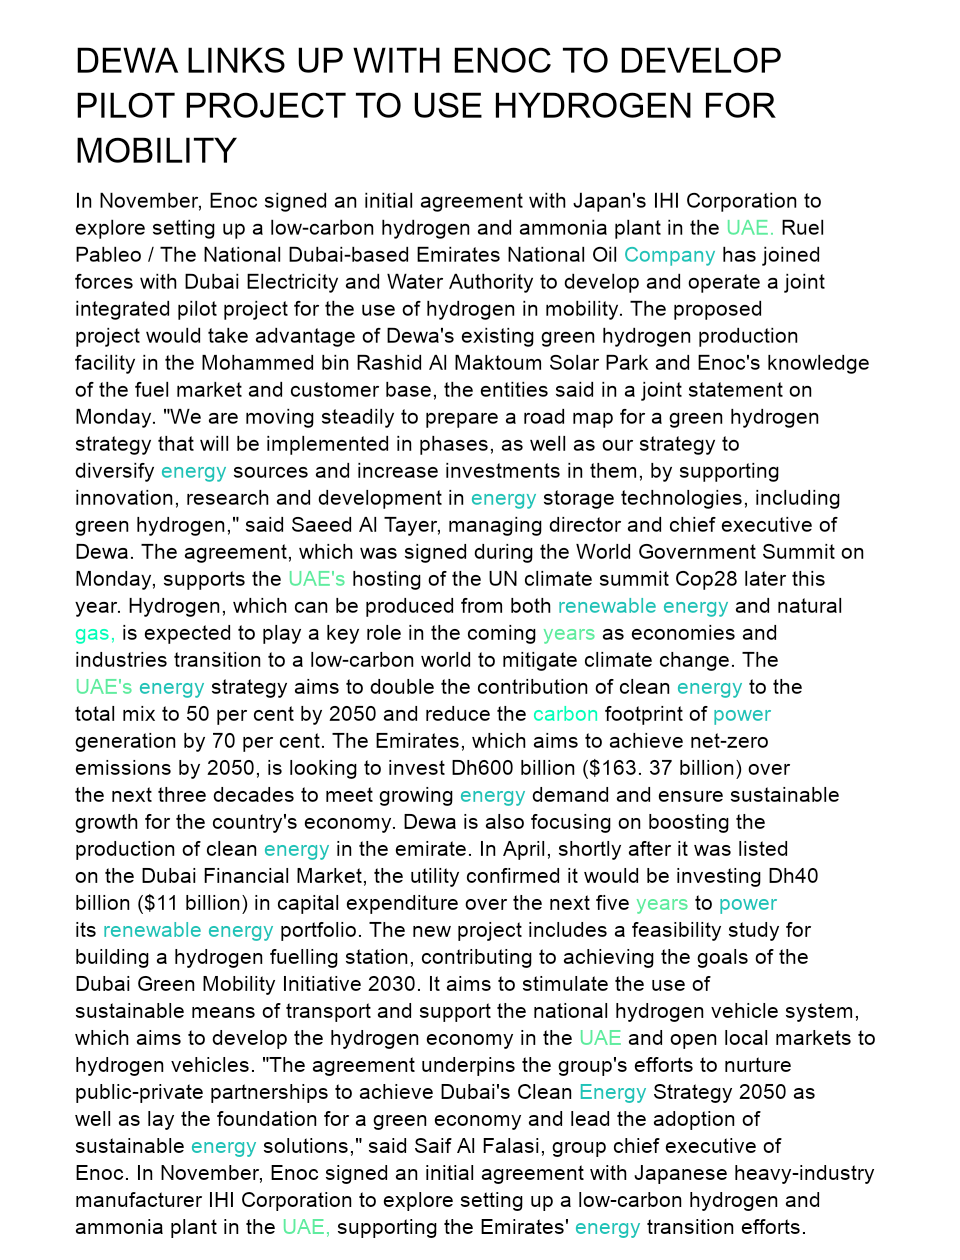 DEWA LINKS UP WITH ENOC TO DEVELOP
PILOT PROJECT TO USE HYDROGEN FOR
MOBILITY
In November, Enoc signed an initial agreement with Japan's IHI Corporation to
explore setting up a low-carbon hydrogen and ammonia plant in the UAE. Ruel
Pableo / The National Dubai-based Emirates National Oil Company has joined
forces with Dubai Electricity and Water Authority to develop and operate a joint
integrated pilot project for the use of hydrogen in mobility. The proposed
project would take advantage of Dewa's existing green hydrogen production
facility in the Mohammed bin Rashid Al Maktoum Solar Park and Enoc's knowledge
of the fuel market and customer base, the entities said in a joint statement on
Monday. "We are moving steadily to prepare a road map for a green hydrogen
strategy that will be implemented in phases, as well as our strategy to
diversify energy sources and increase investments in them, by supporting
innovation, research and development in energy storage technologies, including
green hydrogen," said Saeed Al Tayer, managing director and chief executive of
Dewa. The agreement, which was signed during the World Government Summit on
Monday, supports the UAE's hosting of the UN climate summit Cop28 later this
year. Hydrogen, which can be produced from both renewable energy and natural
gas, is expected to play a key role in the coming years as economies and
industries transition to a low-carbon world to mitigate climate change. The
UAE's energy strategy aims to double the contribution of clean energy to the
total mix to 50 per cent by 2050 and reduce the carbon footprint of power
generation by 70 per cent. The Emirates, which aims to achieve net-zero
emissions by 2050, is looking to invest Dh600 billion ($163. 37 billion) over
the next three decades to meet growing energy demand and ensure sustainable
growth for the country's economy. Dewa is also focusing on boosting the
production of clean energy in the emirate. In April, shortly after it was listed
on the Dubai Financial Market, the utility confirmed it would be investing Dh40
billion ($11 billion) in capital expenditure over the next five years to power
its renewable energy portfolio. The new project includes a feasibility study for
building a hydrogen fuelling station, contributing to achieving the goals of the
Dubai Green Mobility Initiative 2030. It aims to stimulate the use of
sustainable means of transport and support the national hydrogen vehicle system,
which aims to develop the hydrogen economy in the UAE and open local markets to
hydrogen vehicles. "The agreement underpins the group's efforts to nurture
public-private partnerships to achieve Dubai's Clean Energy Strategy 2050 as
well as lay the foundation for a green economy and lead the adoption of
sustainable energy solutions," said Saif Al Falasi, group chief executive of
Enoc. In November, Enoc signed an initial agreement with Japanese heavy-industry
manufacturer IHI Corporation to explore setting up a low-carbon hydrogen and
ammonia plant in the UAE, supporting the Emirates' energy transition efforts.